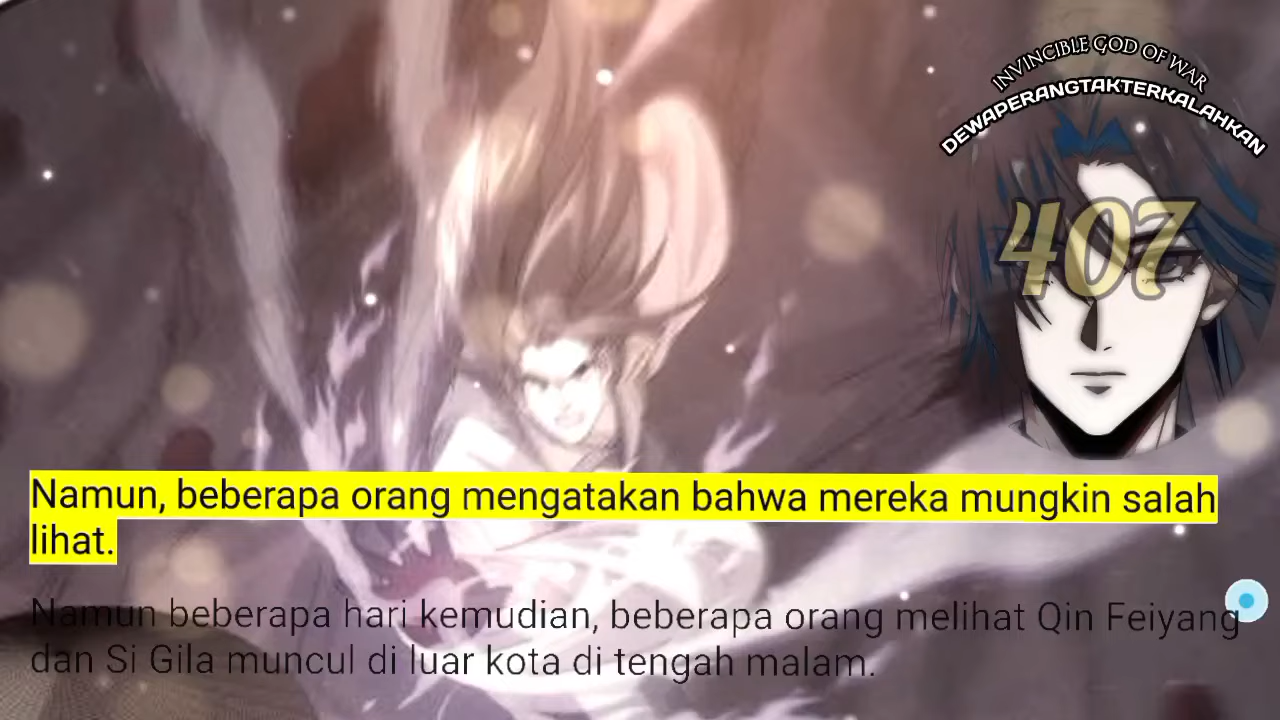 INVINCIBLE GOD OF WAR
DEWAPERANGTAKTERKALAHKAN
407
Namun, beberapa orang mengatakan bahwa mereka mungkin salah
lihat.
Namun beberapa hari kemudian, beberapa orang melihat Qin Feiyang
dan Si Gila muncul di luar kota di tengah malam.